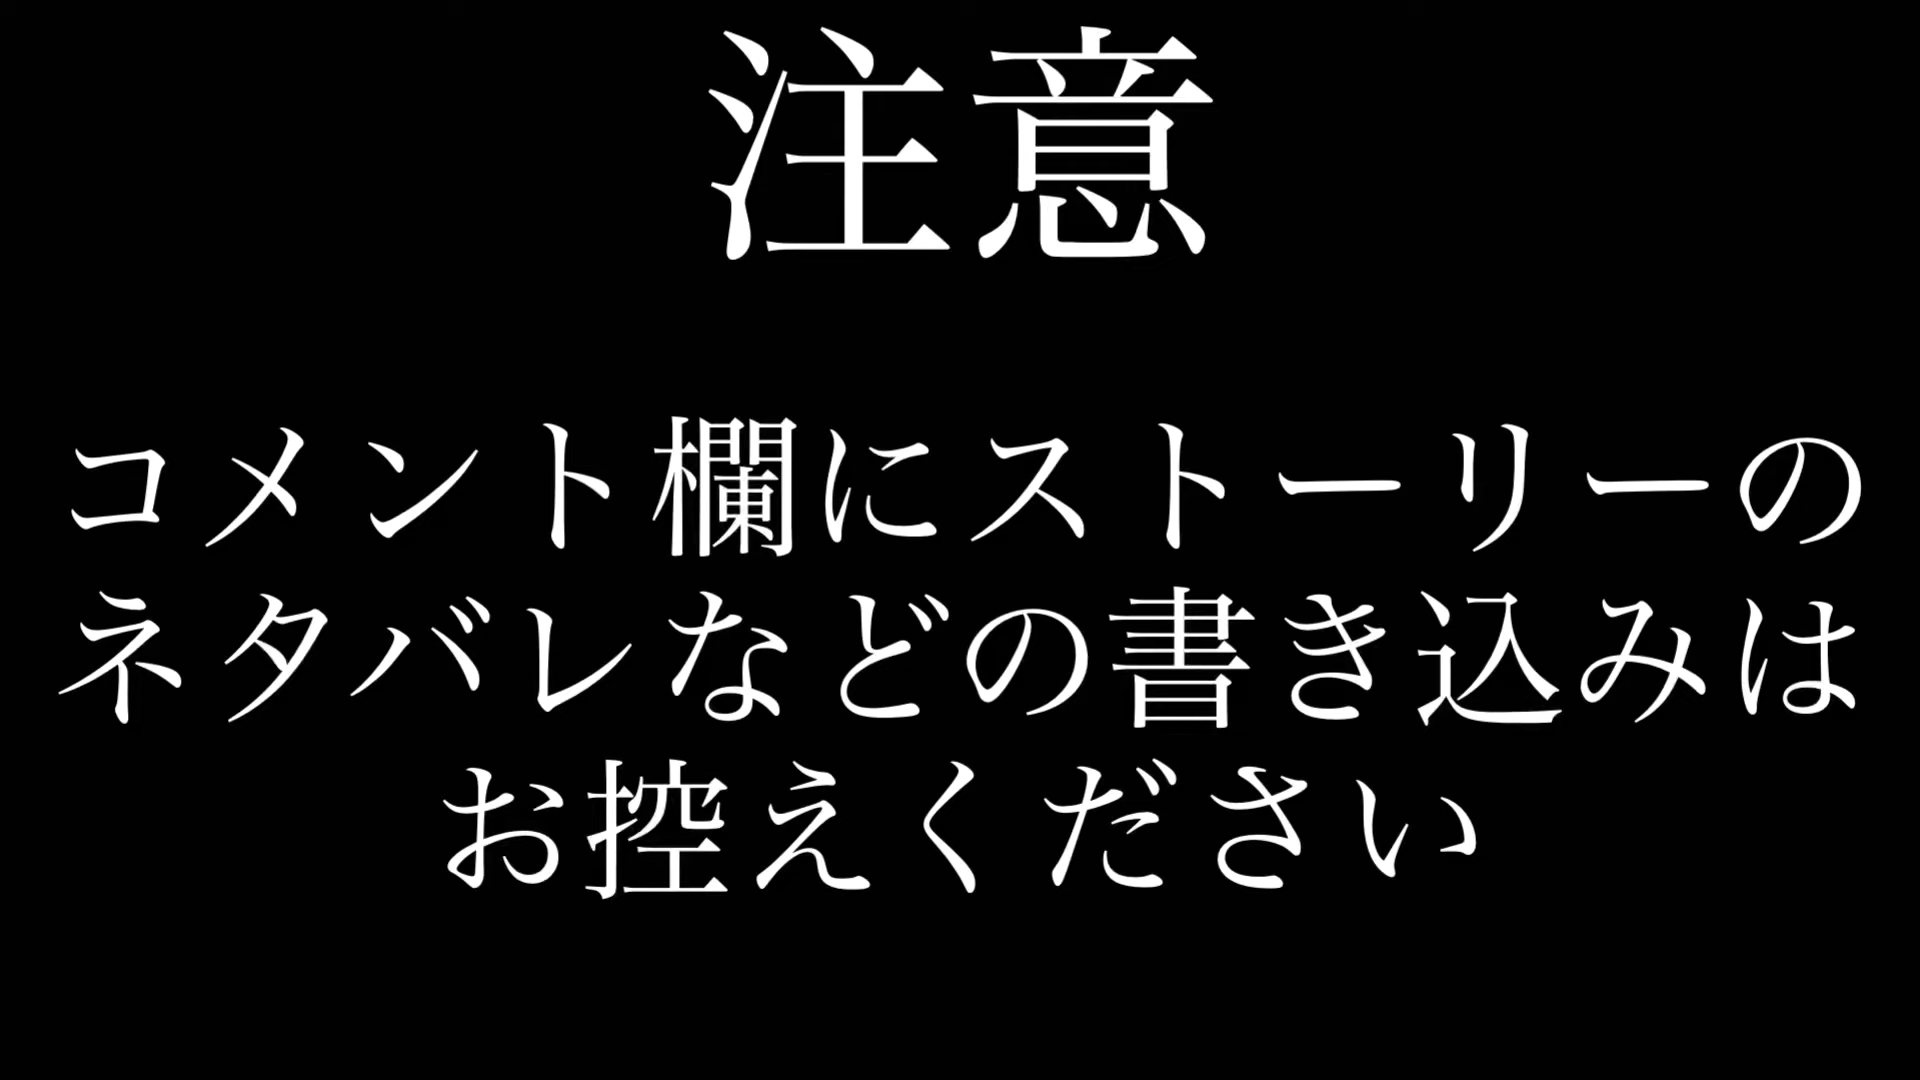 注意
コメント欄にストーリーの
ネタバレなどの書き込みは
お控えください